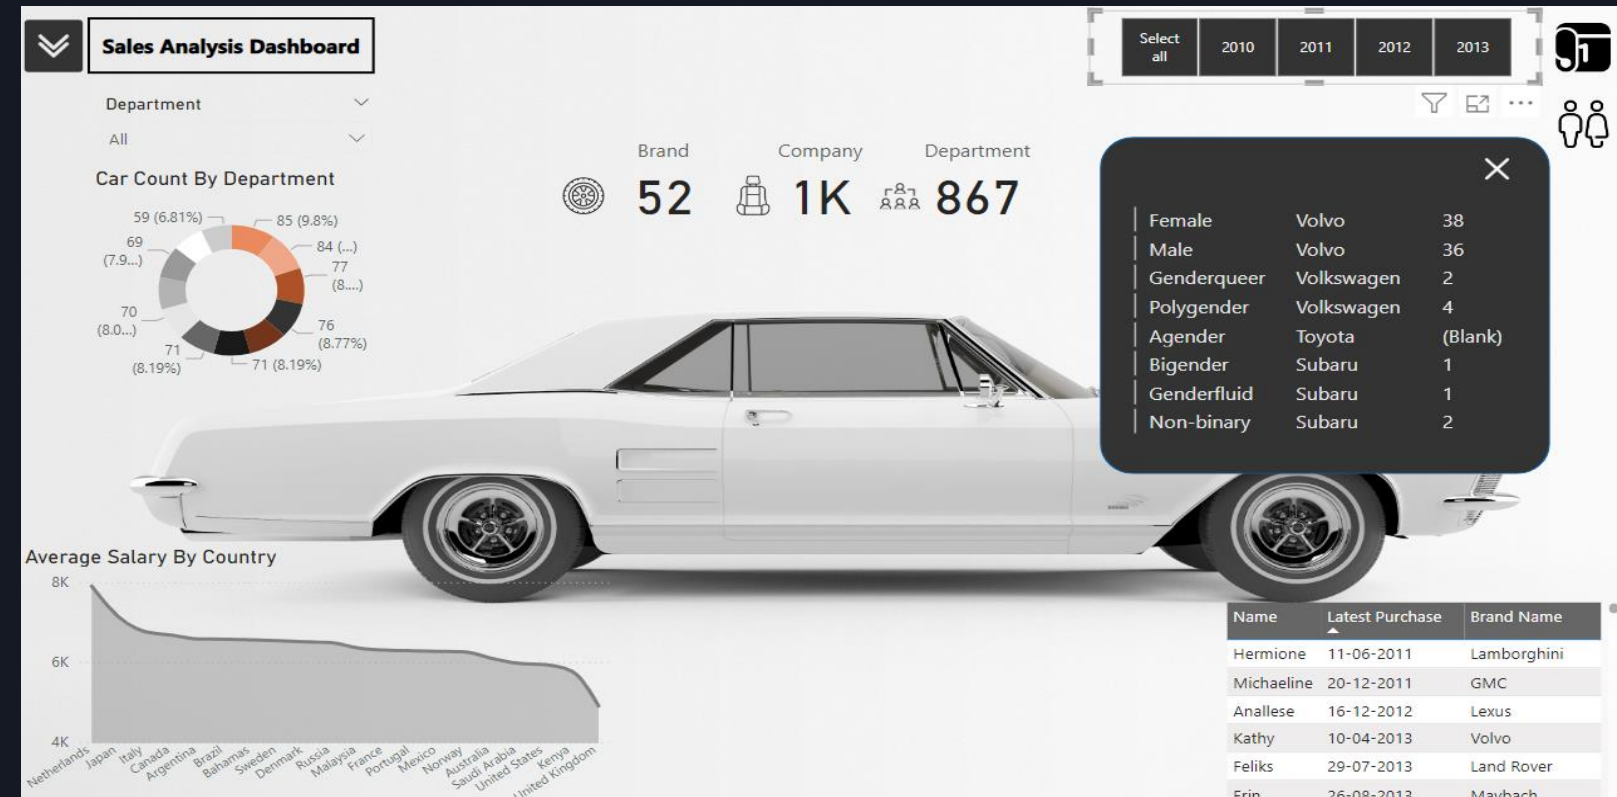 Sales Analysis Dashboard
Select all
2010
2011
2012
2013
Department
All
Brand
52
Company
1K
Department
867
Car Count By Department
59 (6.81%)
85 (9.8%)
84 (...)
77
(8....)
76
(8.77%)
71 (8.19%)
71
(8.19%)
70
(8.0...)
69
(7.9...)
Female Volvo 38
Male Volvo 36
Genderqueer Volkswagen 2
Polygender Volkswagen 4
Agender Toyota (Blank)
Bigender Subaru 1
Genderfluid Subaru 1
Non-binary Subaru 2
Average Salary By Country
8K
6K
4K
Netherlands
Japan
Italy
Canada
Argentina
Brazil
Bahamas
Sweden
Denmark
Russia
Malaysia
France
Portugal
Mexico
Norway
Australia
Saudi Arabia
United States
Kenya
United Kingdom
Name Latest Purchase Brand Name
Hermione 11-06-2011 Lamborghini
Michaeline 20-12-2011 GMC
Anallese 16-12-2012 Lexus
Kathy 10-04-2013 Volvo
Feliks 29-07-2013 Land Rover
Erin 26-08-2013 Maybach